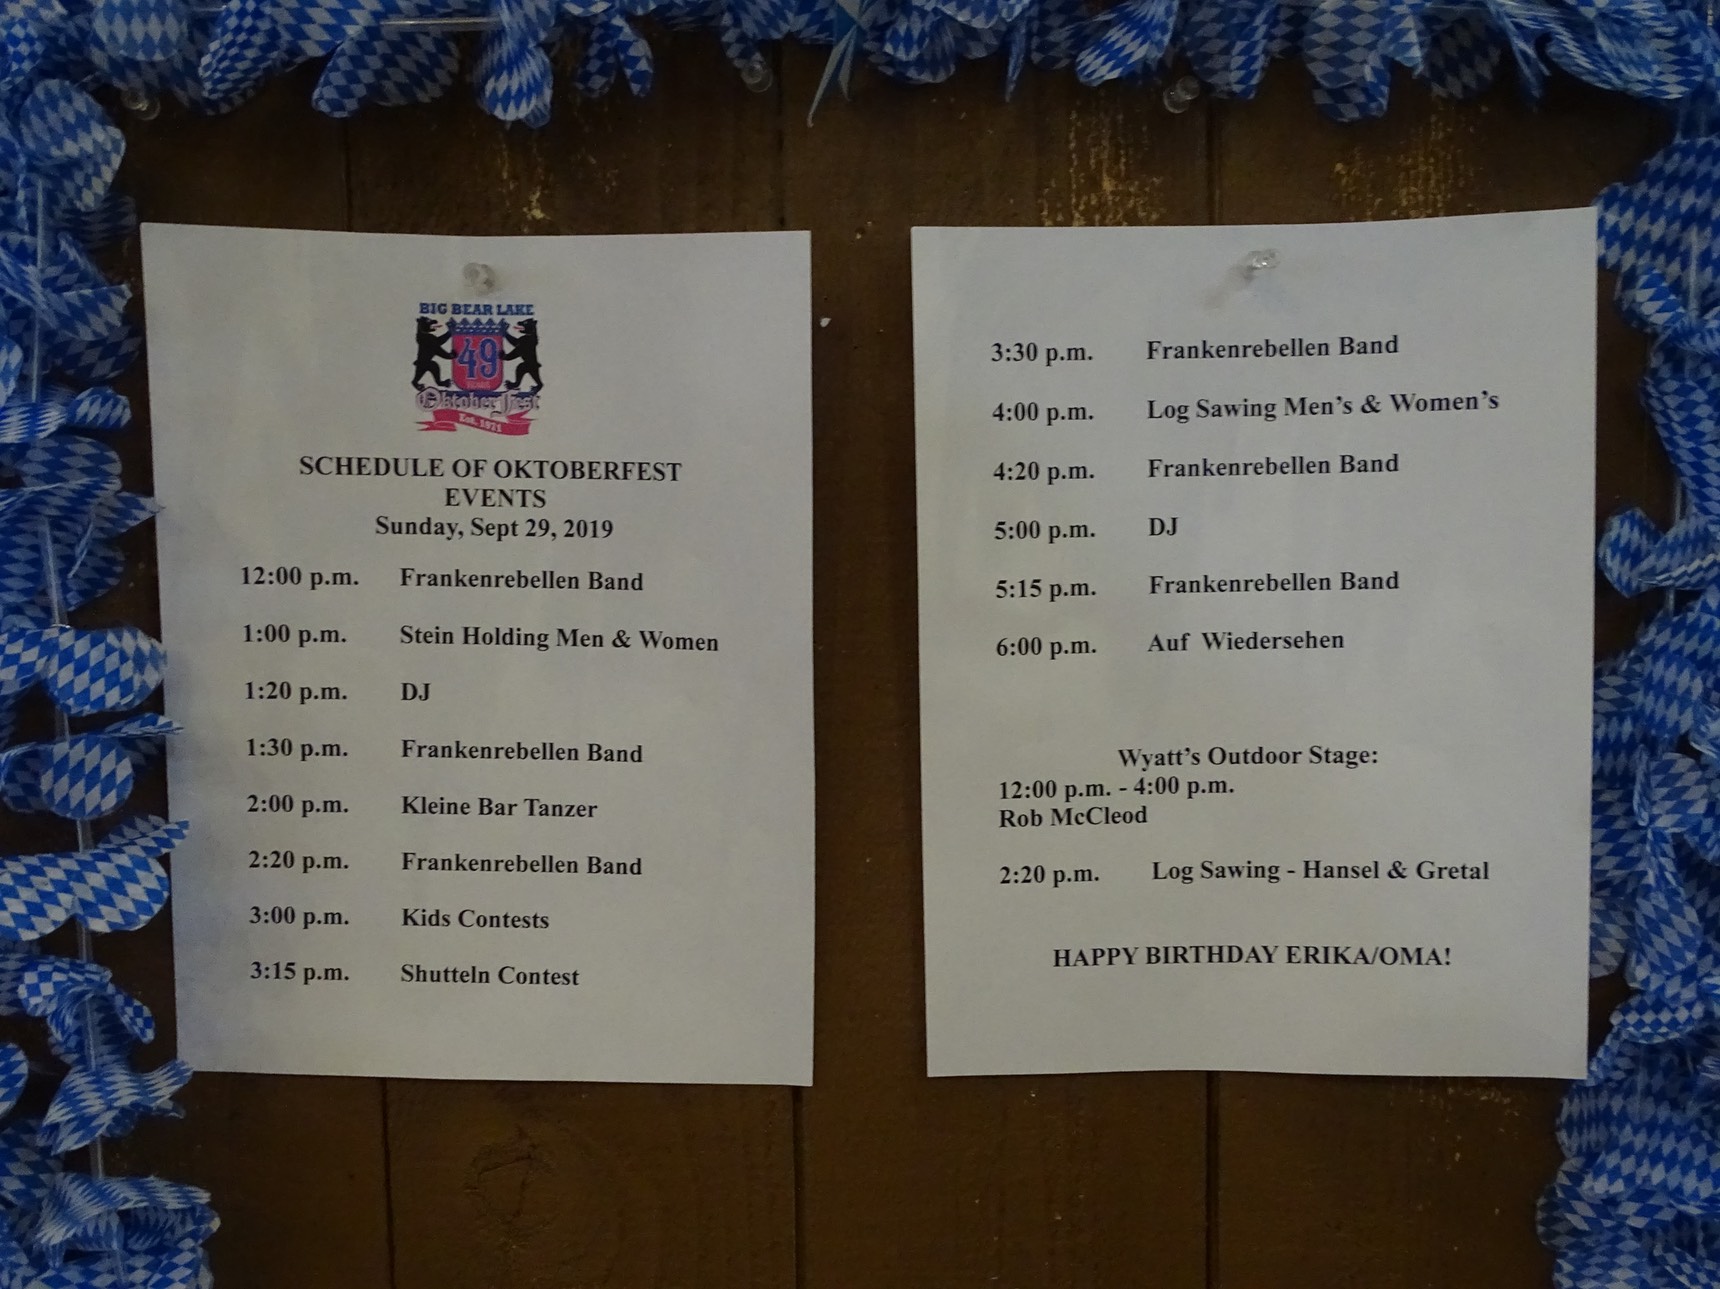 BIG BEAR LAKE
49
YEARS
Oktoberfest
Est. 1971
SCHEDULE OF OKTOBERFEST
EVENTS
Sunday, Sept 29, 2019
12:00 p.m. Frankenrebellen Band
1:00 p.m. Stein Holding Men & Women
1:20 p.m. DJ
1:30 p.m. Frankenrebellen Band
2:00 p.m. Kleine Bar Tanzer
2:20 p.m. Frankenrebellen Band
3:00 p.m. Kids Contests
3:15 p.m. Shutteln Contest
3:30 p.m. Frankenrebellen Band
4:00 p.m. Log Sawing Men's & Women's
4:20 p.m. Frankenrebellen Band
5:00 p.m. DJ
5:15 p.m. Frankenrebellen Band
6:00 p.m. Auf Wiedersehen
Wyatt's Outdoor Stage:
12:00 p.m. - 4:00 p.m.
Rob McCleod
2:20 p.m. Log Sawing - Hansel & Gretal
HAPPY BIRTHDAY ERIKA/OMA!